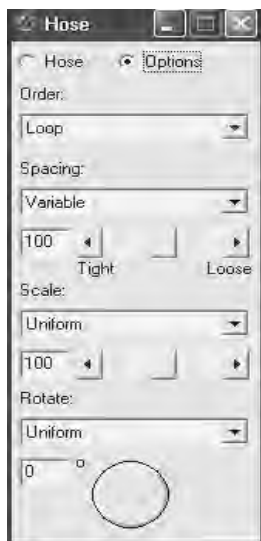 Hose
Hose Options
Order:
Loop
Spacing:
Variable
100
Tight Loose
Scale:
Uniform
100
Rotate:
Uniform
0 °